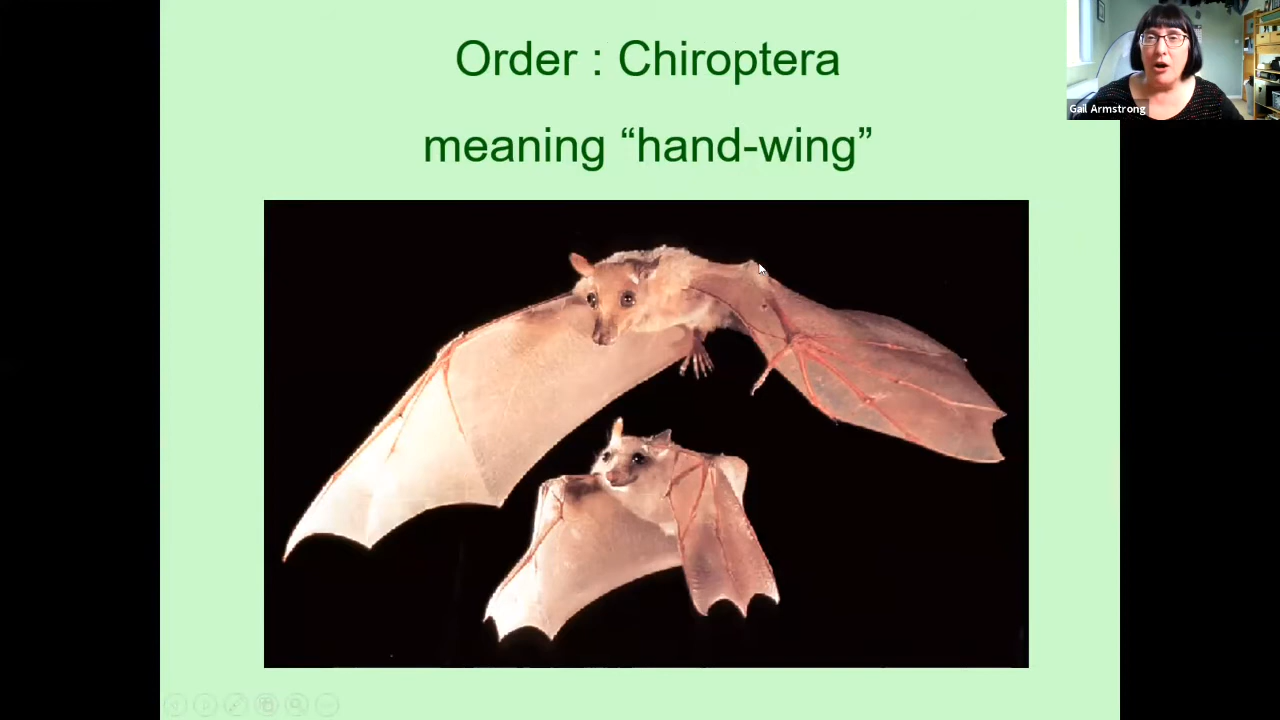 Order : Chiroptera
meaning “hand-wing”
Gail Armstrong